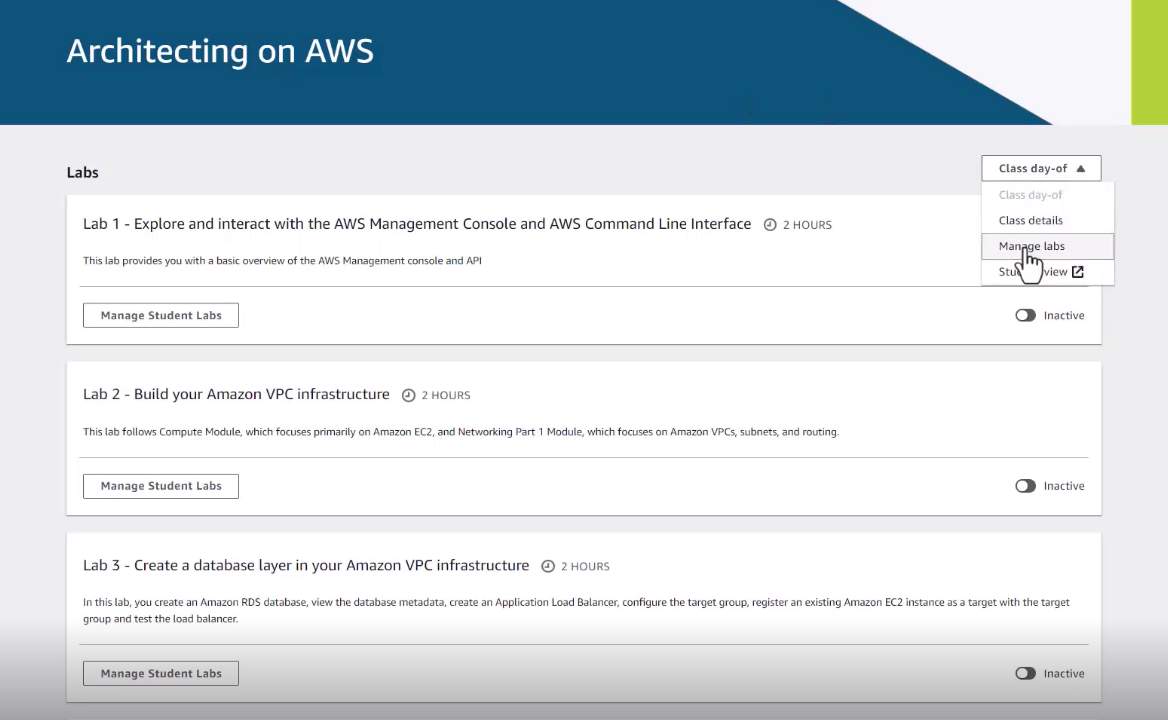 Architecting on AWS
Labs
Class day-of
Class day-of
Class details
Manage labs
view
Lab 1 - Explore and interact with the AWS Management Console and AWS Command Line Interface
2 HOURS
This lab provides you with a basic overview of the AWS Management console and API
Manage Student Labs
Inactive
Lab 2 - Build your Amazon VPC infrastructure
2 HOURS
This lab follows Compute Module, which focuses primarily on Amazon EC2, and Networking Part 1 Module, which focuses on Amazon VPCs, subnets, and routing.
Manage Student Labs
Inactive
Lab 3 - Create a database layer in your Amazon VPC infrastructure
2 HOURS
In this lab, you create an Amazon RDS database, view the database metadata, create an Application Load Balancer, configure the target group, register an existing Amazon EC2 instance as a target with the target
group and test the load balancer.
Manage Student Labs
Inactive